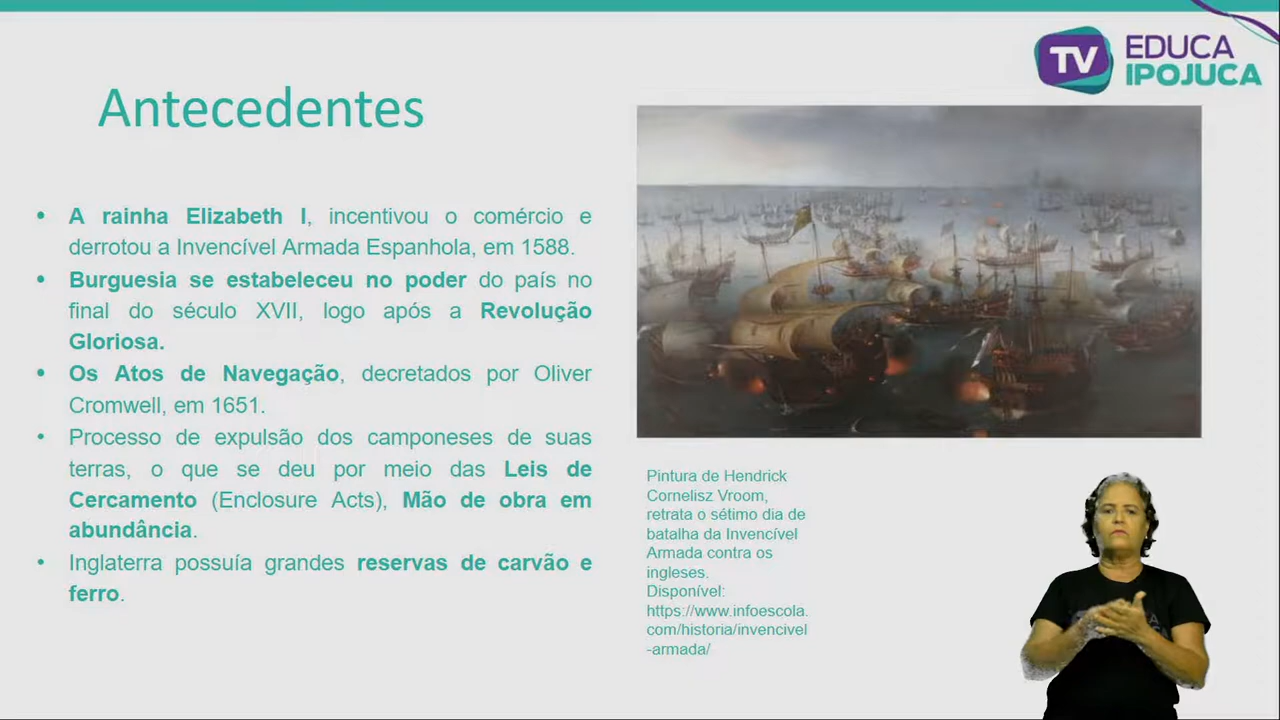 TV EDUCA
IPOJUCA
Antecedentes
• A rainha Elizabeth I, incentivou o comércio e
derrotou a Invencível Armada Espanhola, em 1588.
• Burguesia se estabeleceu no poder do país no
final do século XVII, logo após a Revolução
Gloriosa.
• Os Atos de Navegação, decretados por Oliver
Cromwell, em 1651.
• Processo de expulsão dos camponeses de suas
terras, o que se deu por meio das Leis de
Cercamento (Enclosure Acts), Mão de obra em
abundância.
• Inglaterra possuía grandes reservas de carvão e
ferro.
Pintura de Hendrick
Cornelisz Vroom,
retrata o sétimo dia de
batalha da Invencível
Armada contra os
ingleses.
Disponível:
https://www.infoescola.
com/historia/invencivel
-armada/